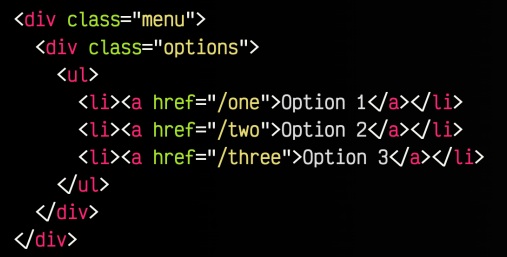 <div class="menu">
  <div class="options">
    <ul>
      <li><a href="/one">Option 1</a></li>
      <li><a href="/two">Option 2</a></li>
      <li><a href="/three">Option 3</a></li>
    </ul>
  </div>
</div>